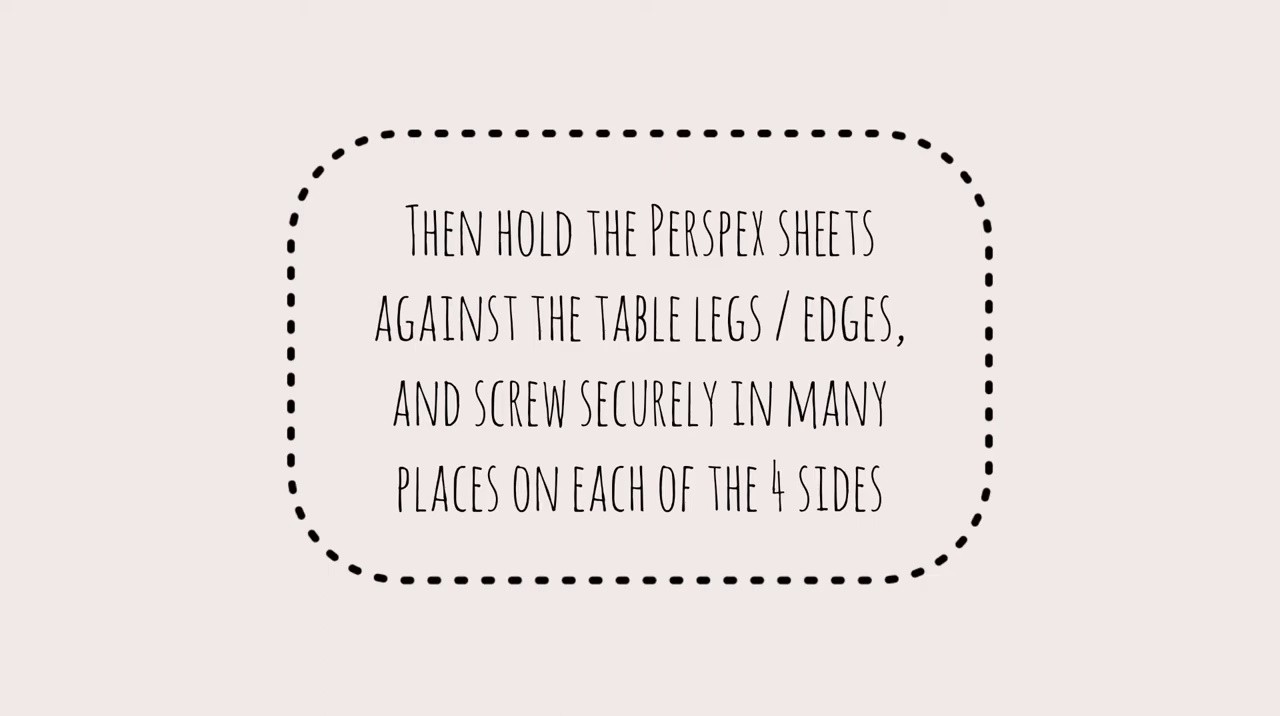 Then hold the Perspex sheets
against the table legs / edges,
and screw securely in many
places on each of the 4 sides